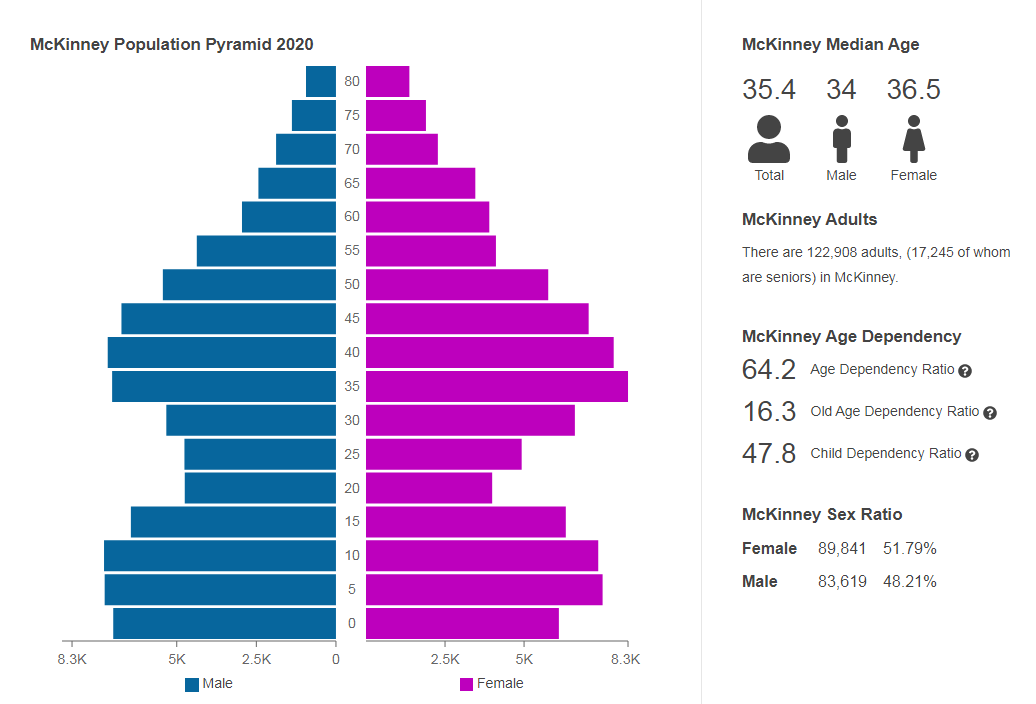 McKinney Population Pyramid 2020
80
75
70
65
60
55
50
45
40
35
30
25
20
15
10
5
0
8.3K 5K 2.5K 0 2.5K 5K 8.3K
Male Female
McKinney Median Age
35.4 34 36.5
Total Male Female
McKinney Adults
There are 122,908 adults, (17,245 of whom
are seniors) in McKinney.
McKinney Age Dependency
64.2 Age Dependency Ratio ?
16.3 Old Age Dependency Ratio ?
47.8 Child Dependency Ratio ?
McKinney Sex Ratio
Female 89,841 51.79%
Male 83,619 48.21%